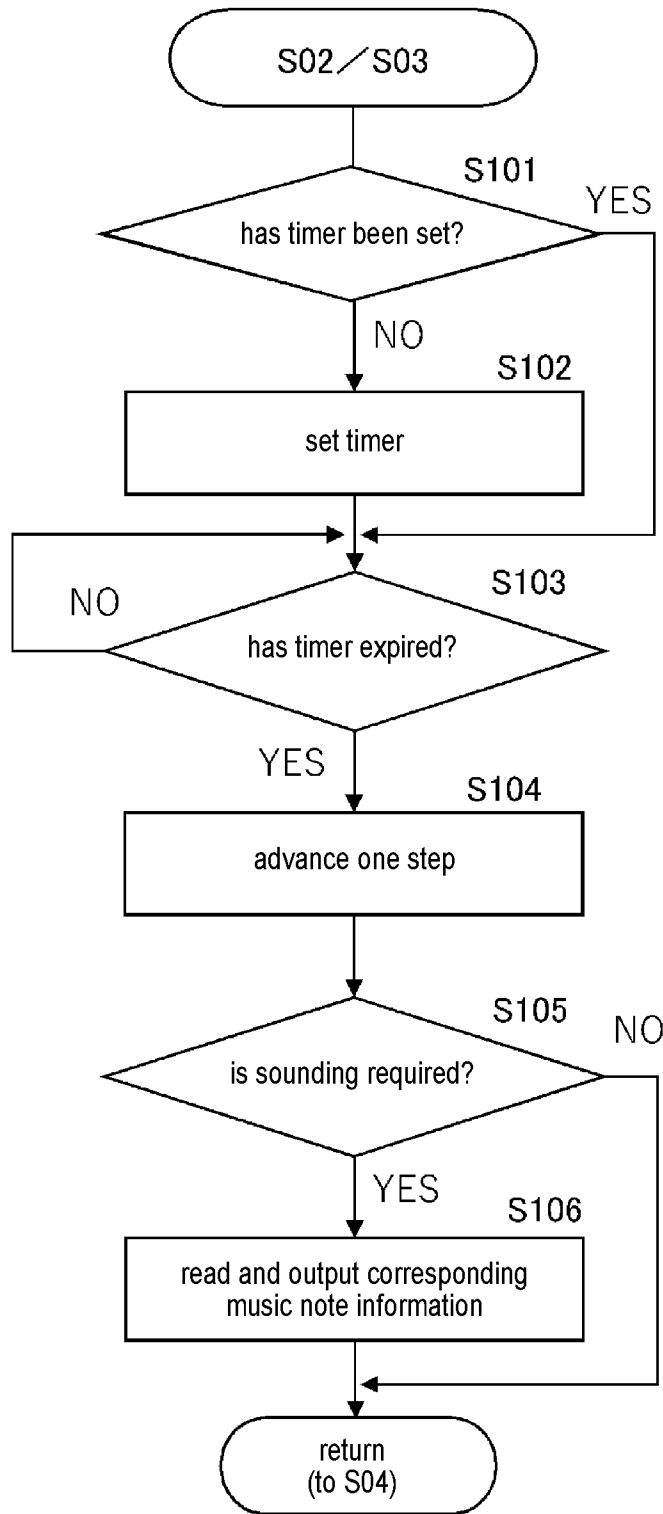 S02／S03
S101
YES
has timer been set?
NO
S102
set timer
S103
NO
has timer expired?
YES
S104
advance one step
S105
NO
is sounding required?
YES
S106
read and output corresponding
music note information
return
(to S04)